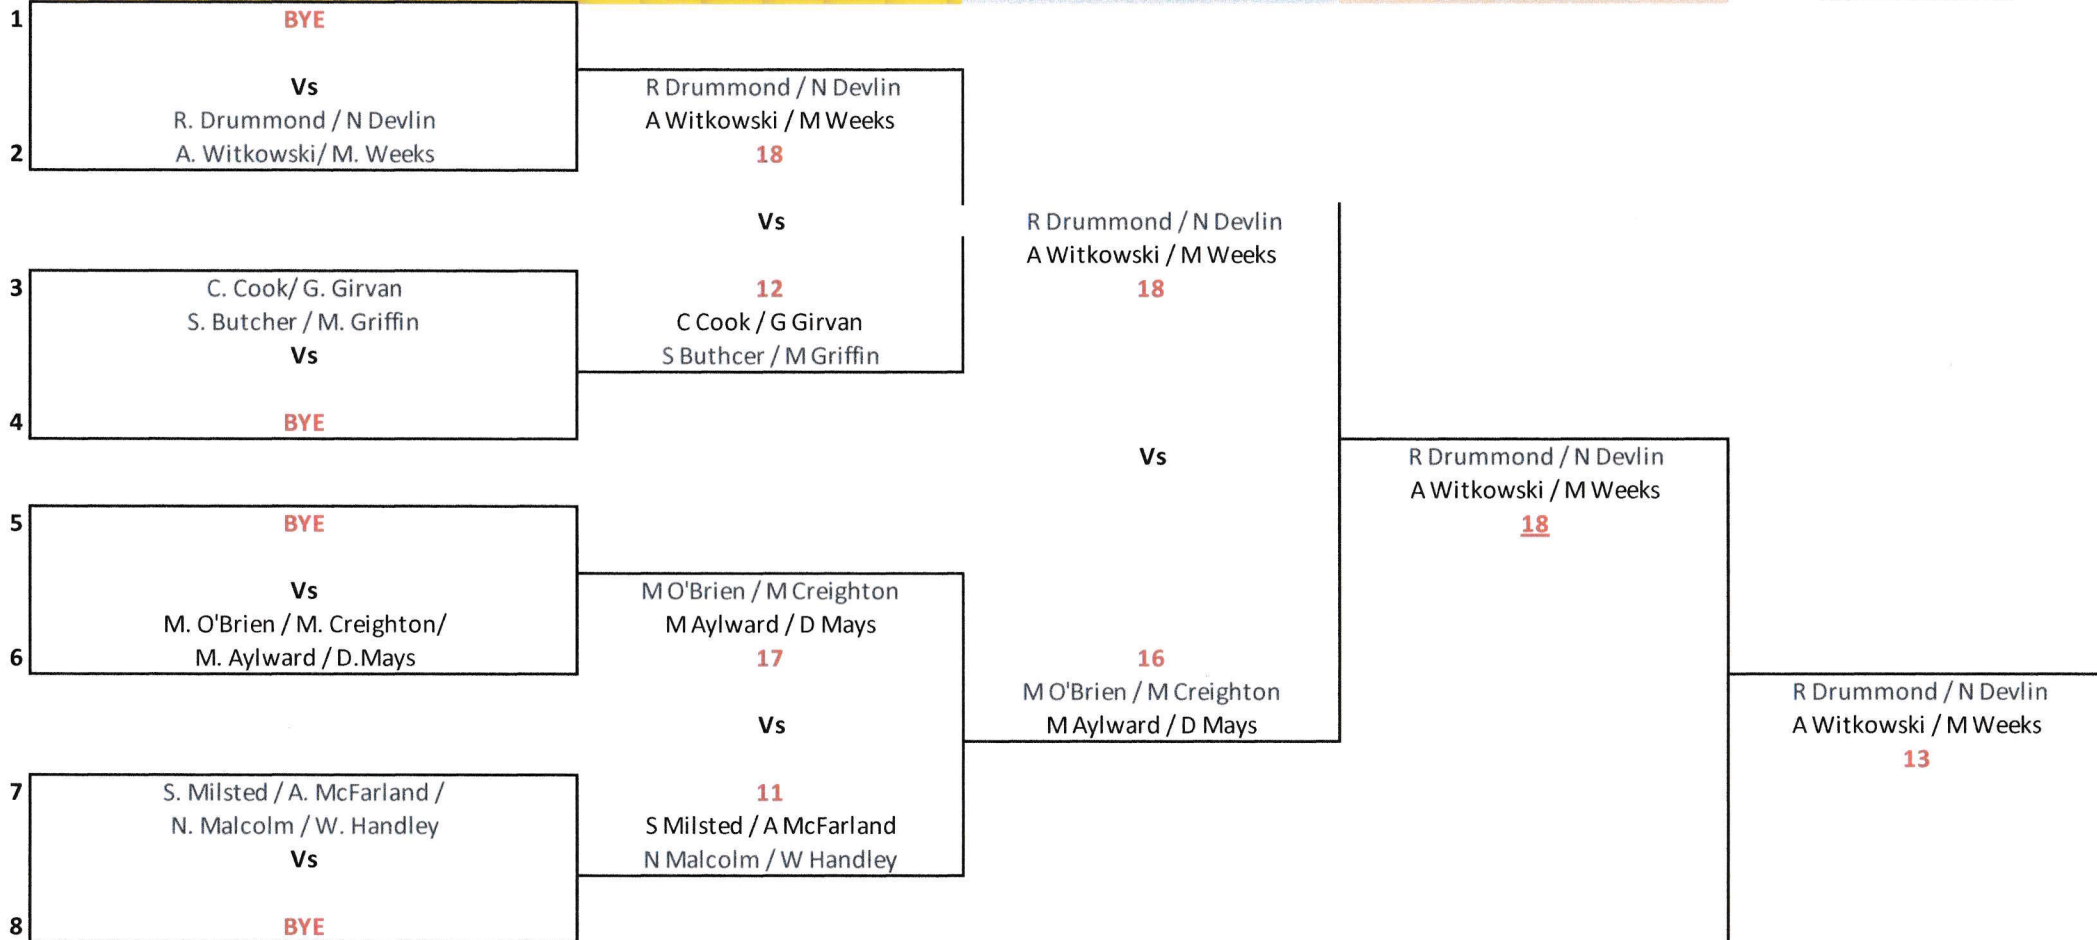 1
BYE
Vs
R. Drummond / N Devlin
2
A. Witkowski/ M. Weeks
3
C. Cook/ G. Girvan
S. Butcher / M. Griffin
Vs
4
BYE
5
BYE
Vs
M. O'Brien / M. Creighton/
6
M. Aylward / D.Mays
7
S. Milsted / A. McFarland /
N. Malcolm / W. Handley
Vs
8
BYE
R Drummond / N Devlin
A Witkowski / M Weeks
18
Vs
12
C Cook / G Girvan
S Buthcer / M Griffin
M O'Brien / M Creighton
M Aylward / D Mays
17
Vs
11
S Milsted / A McFarland
N Malcolm / W Handley
R Drummond / N Devlin
A Witkowski / M Weeks
18
Vs
16
M O'Brien / M Creighton
M Aylward / D Mays
R Drummond / N Devlin
A Witkowski / M Weeks
18
R Drummond / N Devlin
A Witkowski / M Weeks
13